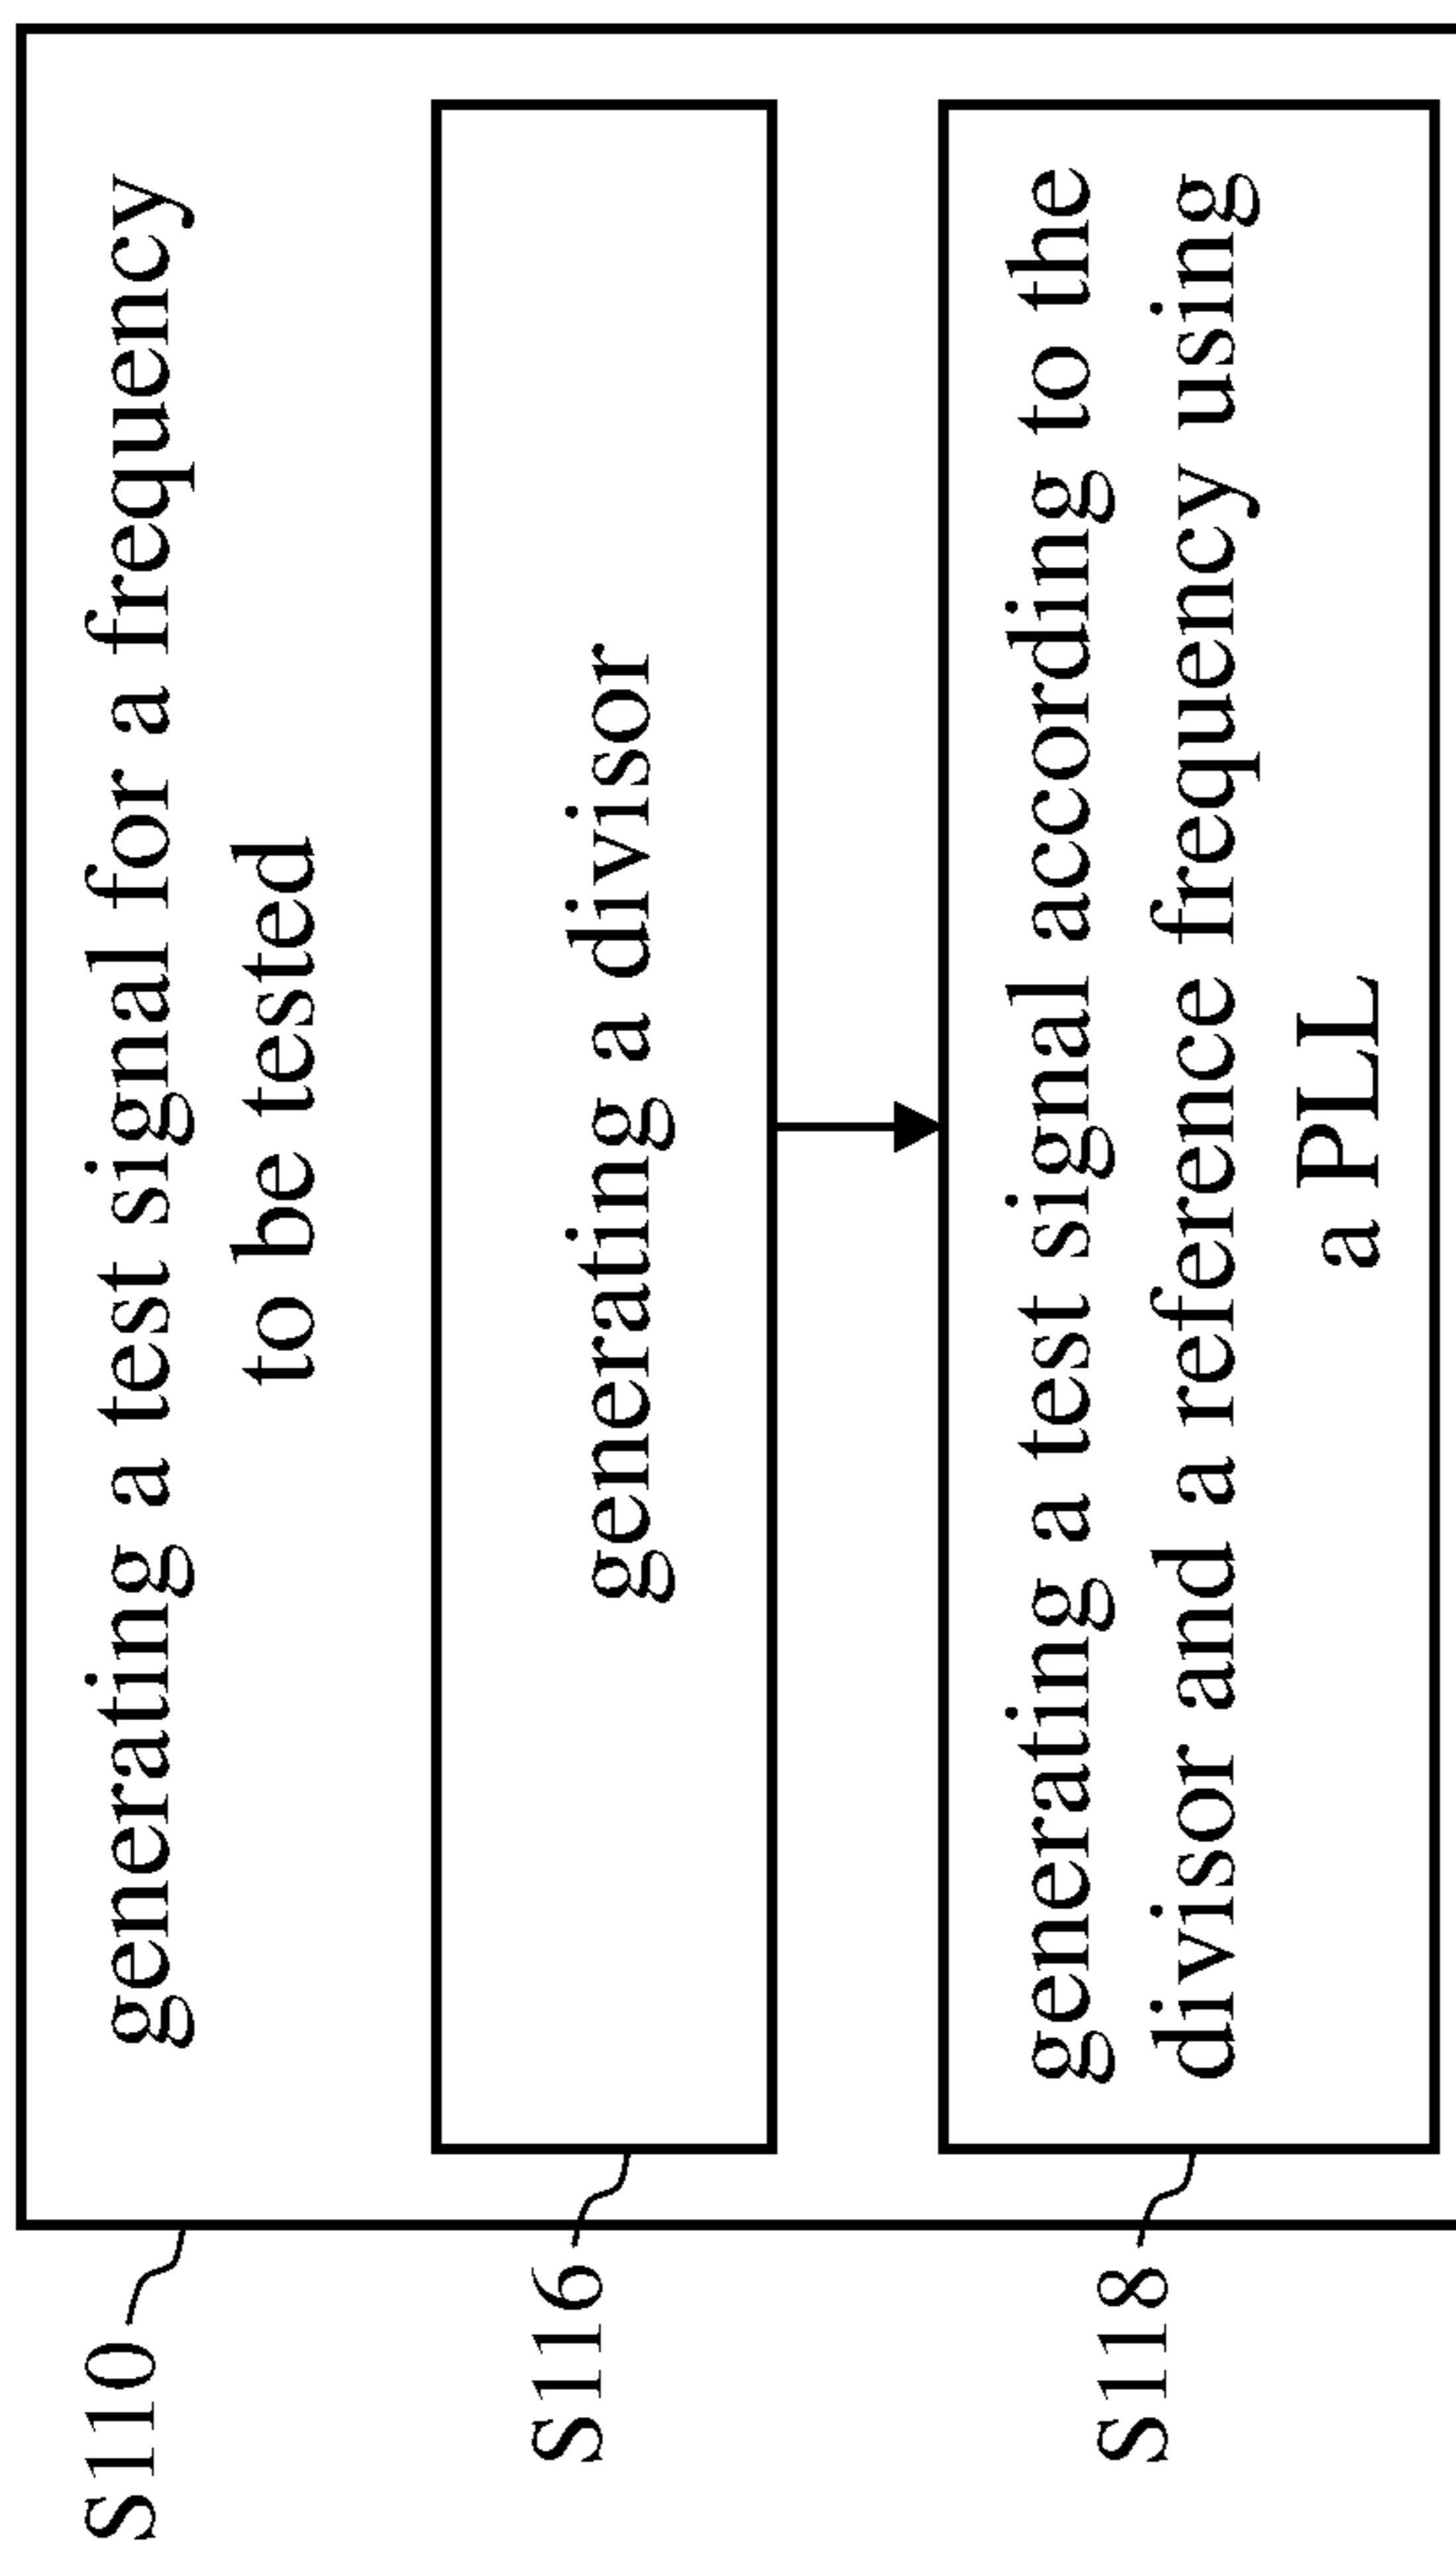 S110
generating a test signal for a frequency
to be tested
S116
generating a divisor
S118
generating a test signal according to the
divisor and a reference frequency using
a PLL